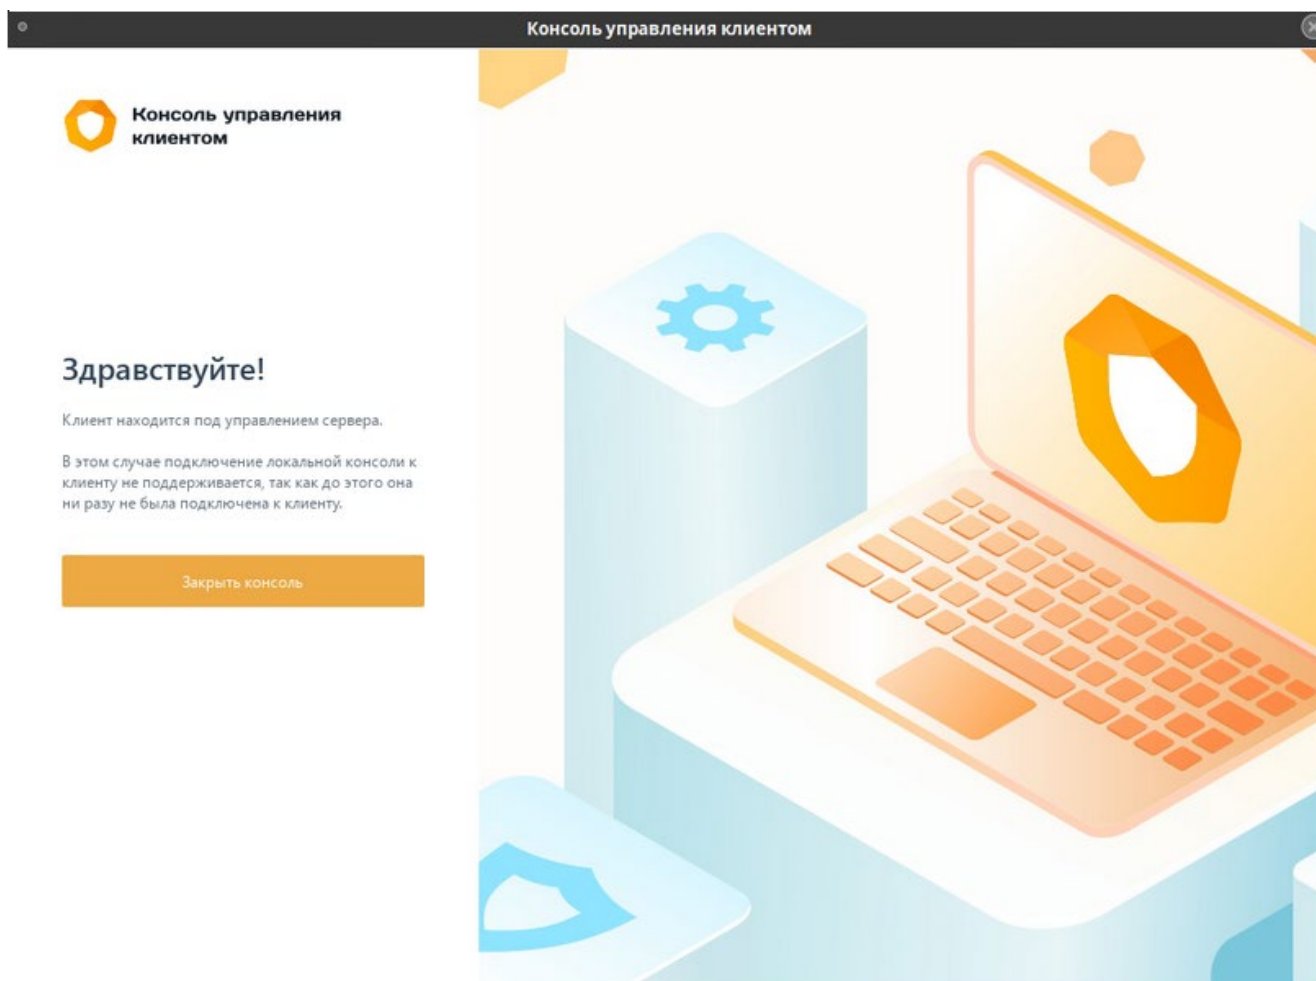 Консоль управления клиентом
Консоль управления
клиентом
Здравствуйте!
Клиент находится под управлением сервера.
В этом случае подключение локальной консоли к
клиенту не поддерживается, так как до этого она
ни разу не была подключена к клиенту.
Закрыть консоль